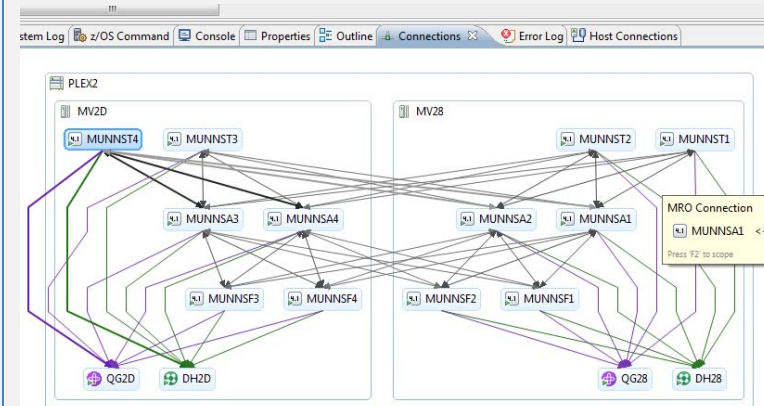 stem Log z/OS Command Console Properties Outline Connections Error Log Host Connections
PLEX2
MV2D MV28
MUNNST4 MUNNST3 MUNNST2 MUNNST1
MUNNSA3 MUNNSA4 MUNNSA2 MUNNSA1
MRO Connection
MUNNSA1 <-
Press 'F2' to scope
MUNNSF3 MUNNSF4 MUNNSF2 MUNNSF1
QG2D DH2D QG28 DH28